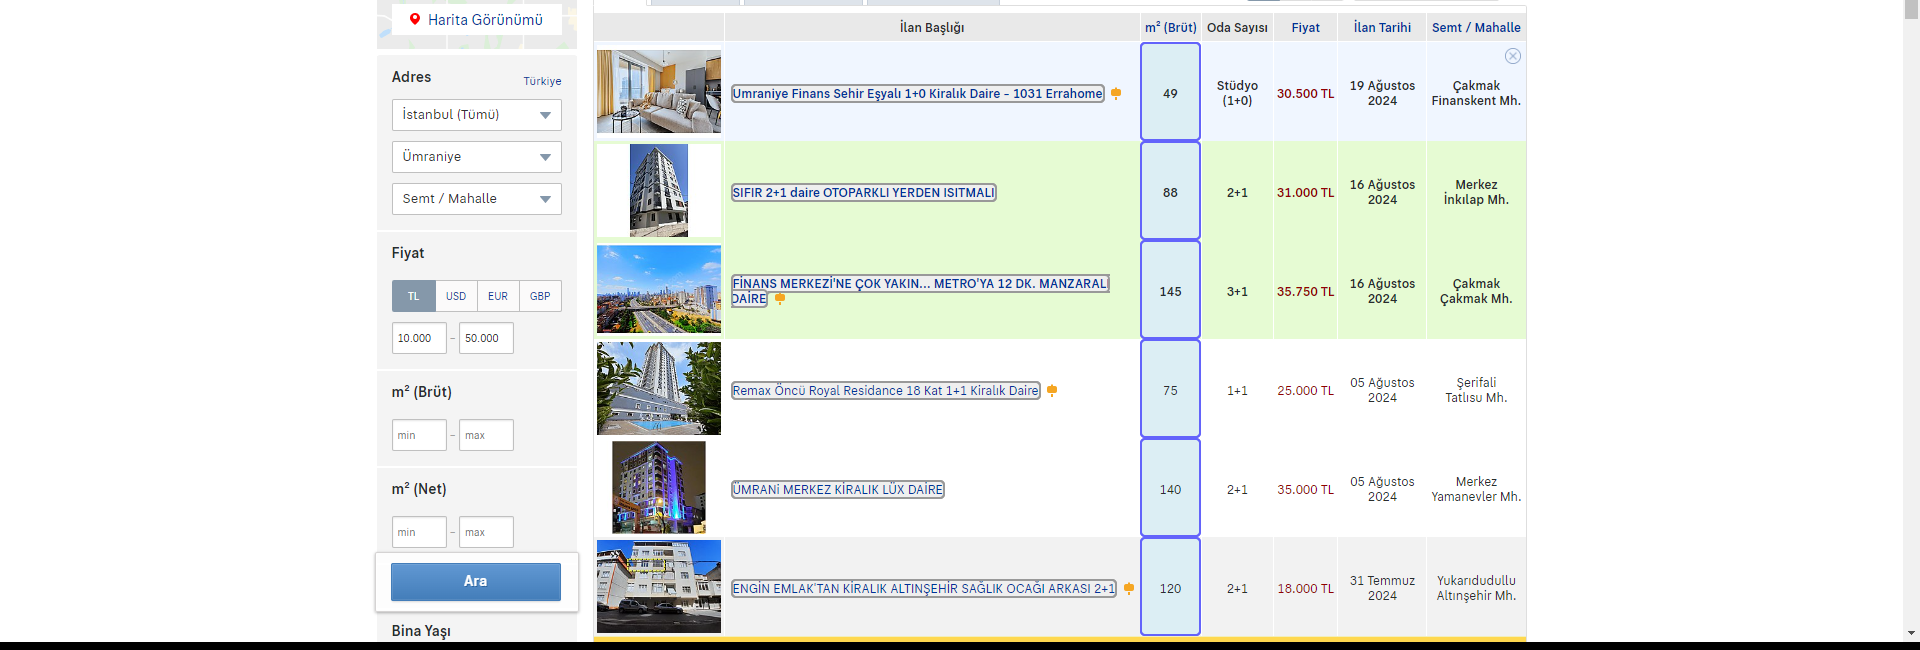 Harita Görünümü
Adres
Türkiye
İstanbul (Tümü)
Ümraniye
Semt / Mahalle
Fiyat
TL USD EUR GBP
10.000 - 50.000
m² (Brüt)
min - max
m² (Net)
min - max
Ara
Bina Yaşı
İlan Başlığı m² (Brüt) Oda Sayısı Fiyat İlan Tarihi Semt / Mahalle
Umraniye Finans Sehir Eşyalı 1+0 Kiralık Daire - 1031 Errahome
49
Stüdyo
(1+0)
30.500 TL
19 Ağustos
2024
Çakmak
Finanskent Mh.
SIFIR 2+1 daire OTOPARKLI YERDEN ISITMALI
88
2+1
31.000 TL
16 Ağustos
2024
Merkez
İnkılap Mh.
FİNANS MERKEZİ'NE ÇOK YAKIN... METRO'YA 12 DK. MANZARALI
DAİRE
145
3+1
35.750 TL
16 Ağustos
2024
Çakmak
Çakmak Mh.
Remax Öncü Royal Residance 18 Kat 1+1 Kiralık Daire
75
1+1
25.000 TL
05 Ağustos
2024
Şerifali
Tatlısu Mh.
ÜMRANi MERKEZ KİRALIK LÜX DAİRE
140
2+1
35.000 TL
05 Ağustos
2024
Merkez
Yamanevler Mh.
ENGİN EMLAK'TAN KİRALIK ALTINŞEHİR SAĞLIK OCAĞI ARKASI 2+1
120
2+1
18.000 TL
31 Temmuz
2024
Yukarıdudullu
Altınşehir Mh.